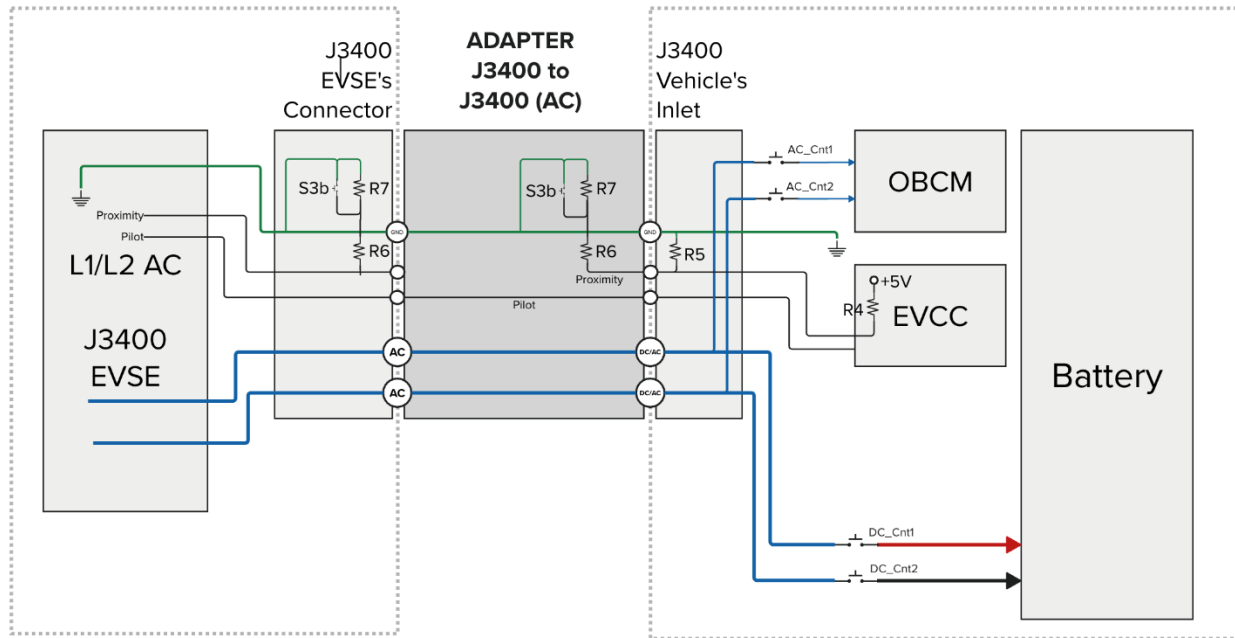 J3400
EVSE's
Connector
ADAPTER
J3400 to
J3400 (AC)
J3400
Vehicle's
Inlet
Proximity
Pilot
L1/L2 AC
J3400
EVSE
S3b
R7
R6
GND
AC
AC
S3b
R7
R6
Proximity
Pilot
GND
DC/AC
DC/AC
R5
AC_Cnt1
AC_Cnt2
OBCM
+5V
R4
EVCC
Battery
DC_Cnt1
DC_Cnt2